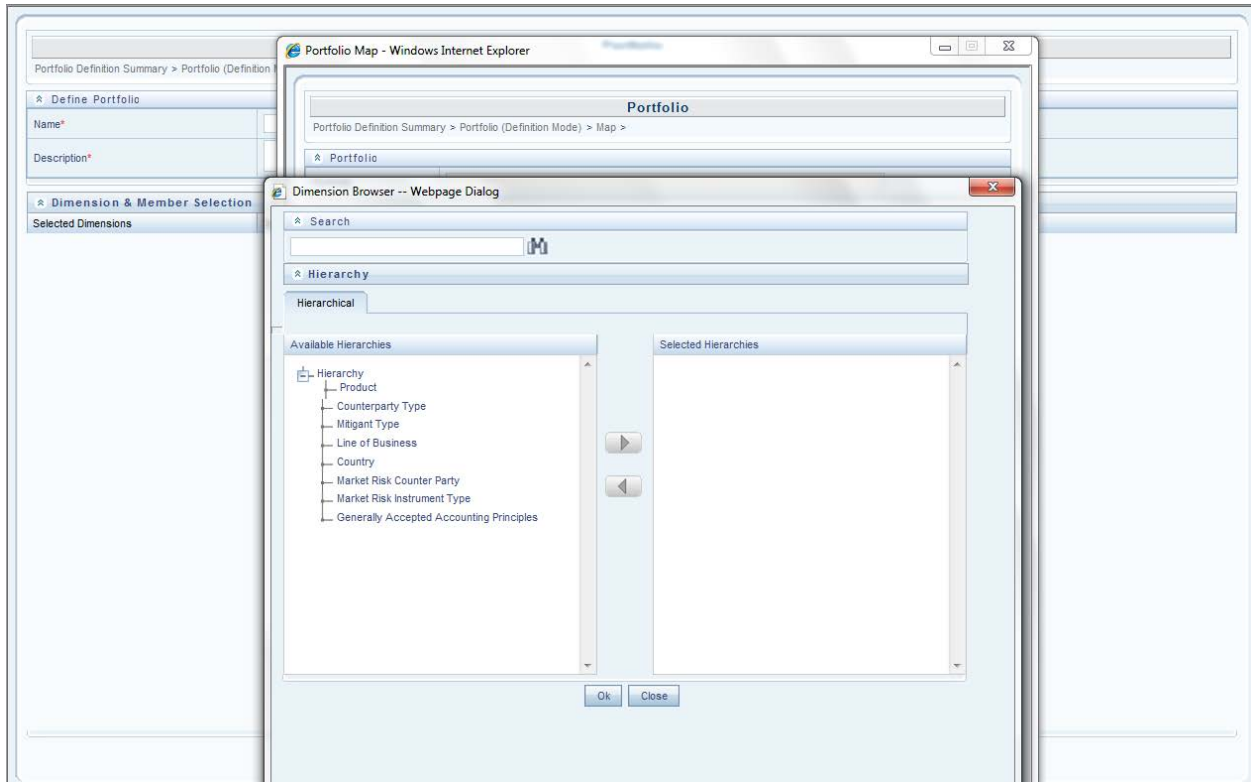 Portfolio Map - Windows Internet Explorer
Portfolio
Portfolio Definition Summary > Portfolio (Definition
Portfolio Definition Summary > Portfolio (Definition Mode) > Map >
Define Portfolio
Name*
Description*
Portfolio
Dimension Browser -- Webpage Dialog
Dimension & Member Selection
Selected Dimensions
Search
Hierarchy
Hierarchical
Available Hierarchies
Selected Hierarchies
Hierarchy
Product
Counterparty Type
Mitigant Type
Line of Business
Country
Market Risk Counter Party
Market Risk Instrument Type
Generally Accepted Accounting Principles
Ok
Close